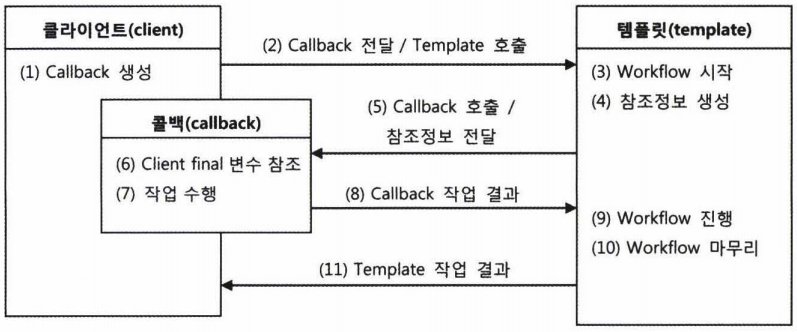 클라이언트(client)
(1) Callback 생성
(2) Callback 전달 / Template 호출
템플릿(template)
(3) Workflow 시작
(4) 참조정보 생성
(5) Callback 호출 /
참조정보 전달
콜백(callback)
(6) Client final 변수 참조
(7) 작업 수행
(8) Callback 작업 결과
(9) Workflow 진행
(10) Workflow 마무리
(11) Template 작업 결과